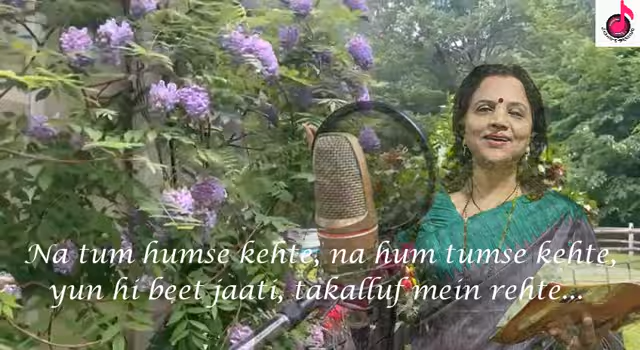 Na tum humse kehte, na hum tumse kehte,
yun hi beet jaati, takalluf mein rehte...